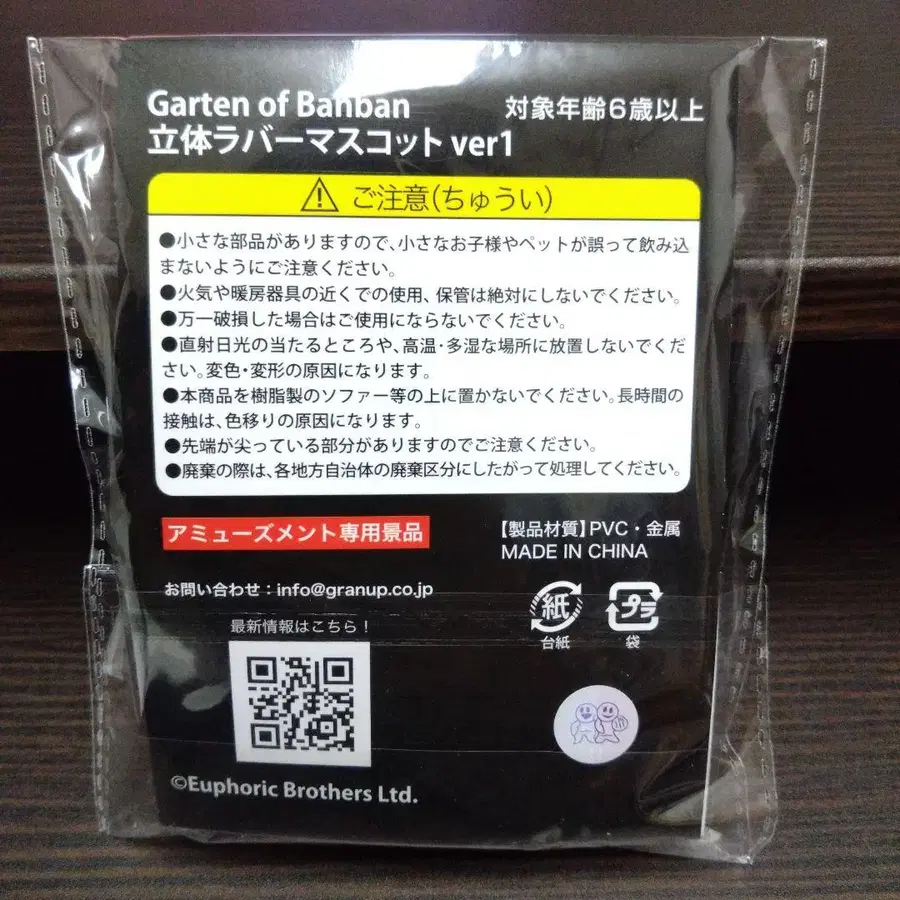 Garten of Banban
対象年齢6歳以上
立体ラバーマスコット ver1
ご注意(ちゅうい)
●小さな部品がありますので、小さなお子様やペットが誤って飲み込
まないようにご注意ください。
●火気や暖房器具の近くでの使用、保管は絶対にしないでください。
●万一破損した場合はご使用にならないでください。
●直射日光の当たるところや、高温・多湿な場所に放置しないでくだ
さい。変色・変形の原因になります。
●本商品を樹脂製のソファー等の上に置かないでください。長時間の
接触は、色移りの原因になります。
●先端が尖っている部分がありますのでご注意ください。
●廃棄の際は、各地方自治体の廃棄区分にしたがって処理してください。
アミューズメント専用景品
【製品材質】PVC・金属
MADE IN CHINA
お問い合わせ:info@granup.co.jp
紙
プラ
台紙
袋
最新情報はこちら!
©Euphoric Brothers Ltd.